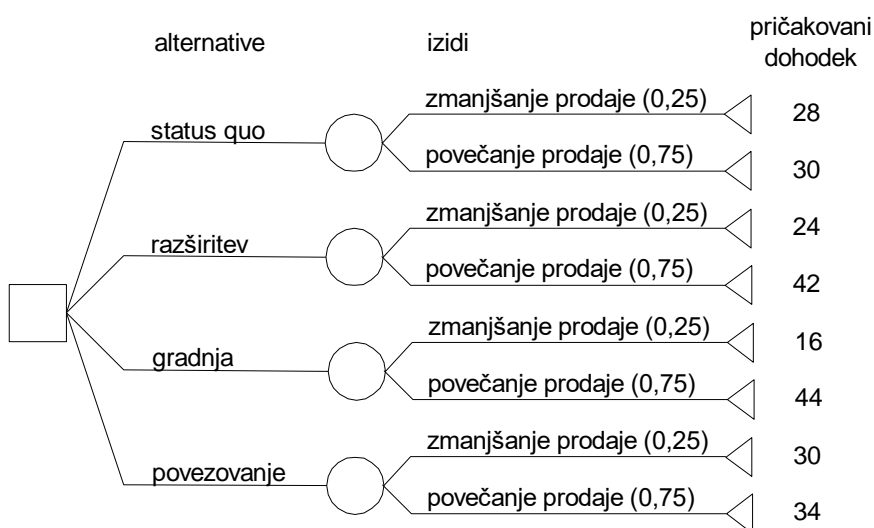 alternative
izidi
pričakovani
dohodek
zmanjšanje prodaje (0,25)
28
status quo
povečanje prodaje (0,75)
30
zmanjšanje prodaje (0,25)
24
razširitev
povečanje prodaje (0,75)
42
zmanjšanje prodaje (0,25)
16
gradnja
povečanje prodaje (0,75)
44
zmanjšanje prodaje (0,25)
30
povezovanje
povečanje prodaje (0,75)
34